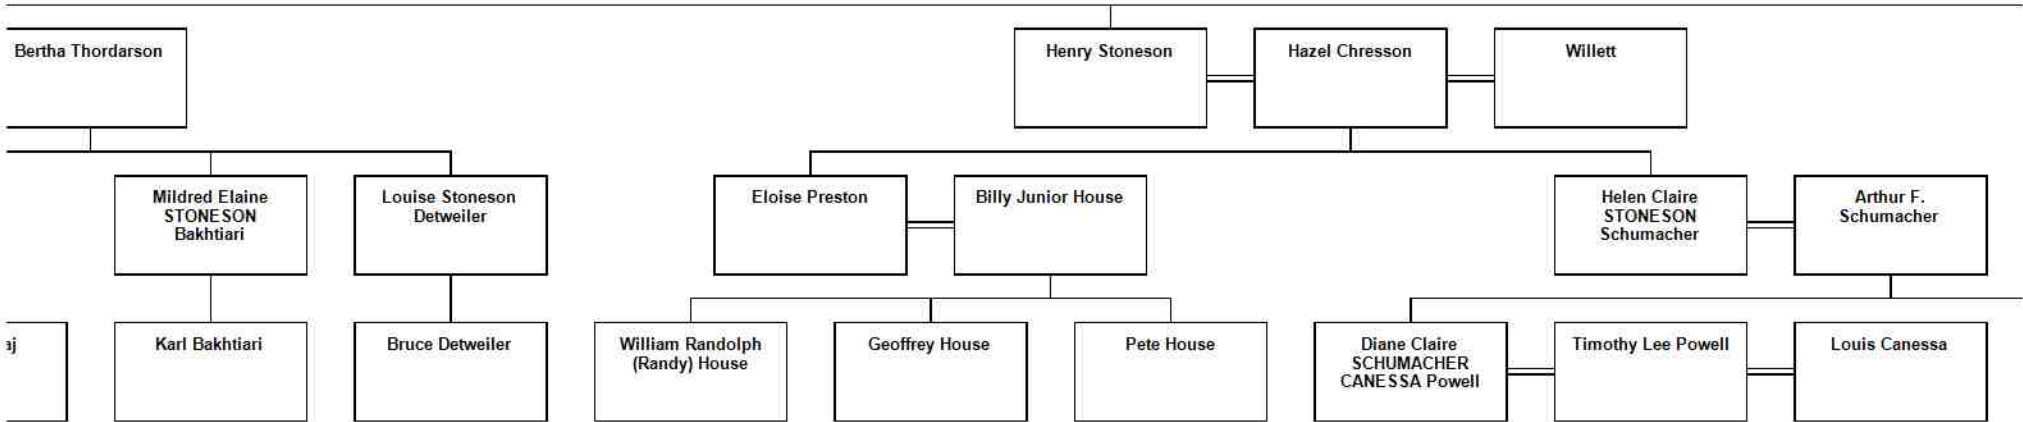 Bertha Thordarson
Henry Stoneson
Hazel Chresson
Willett
Mildred Elaine
STONESON
Bakhtiari
Louise Stoneson
Detweiler
Eloise Preston
Billy Junior House
Helen Claire
STONESON
Schumacher
Arthur F.
Schumacher
aj
Karl Bakhtiari
Bruce Detweiler
William Randolph
(Randy) House
Geoffrey House
Pete House
Diane Claire
SCHUMACHER
CANESSA Powell
Timothy Lee Powell
Louis Canessa